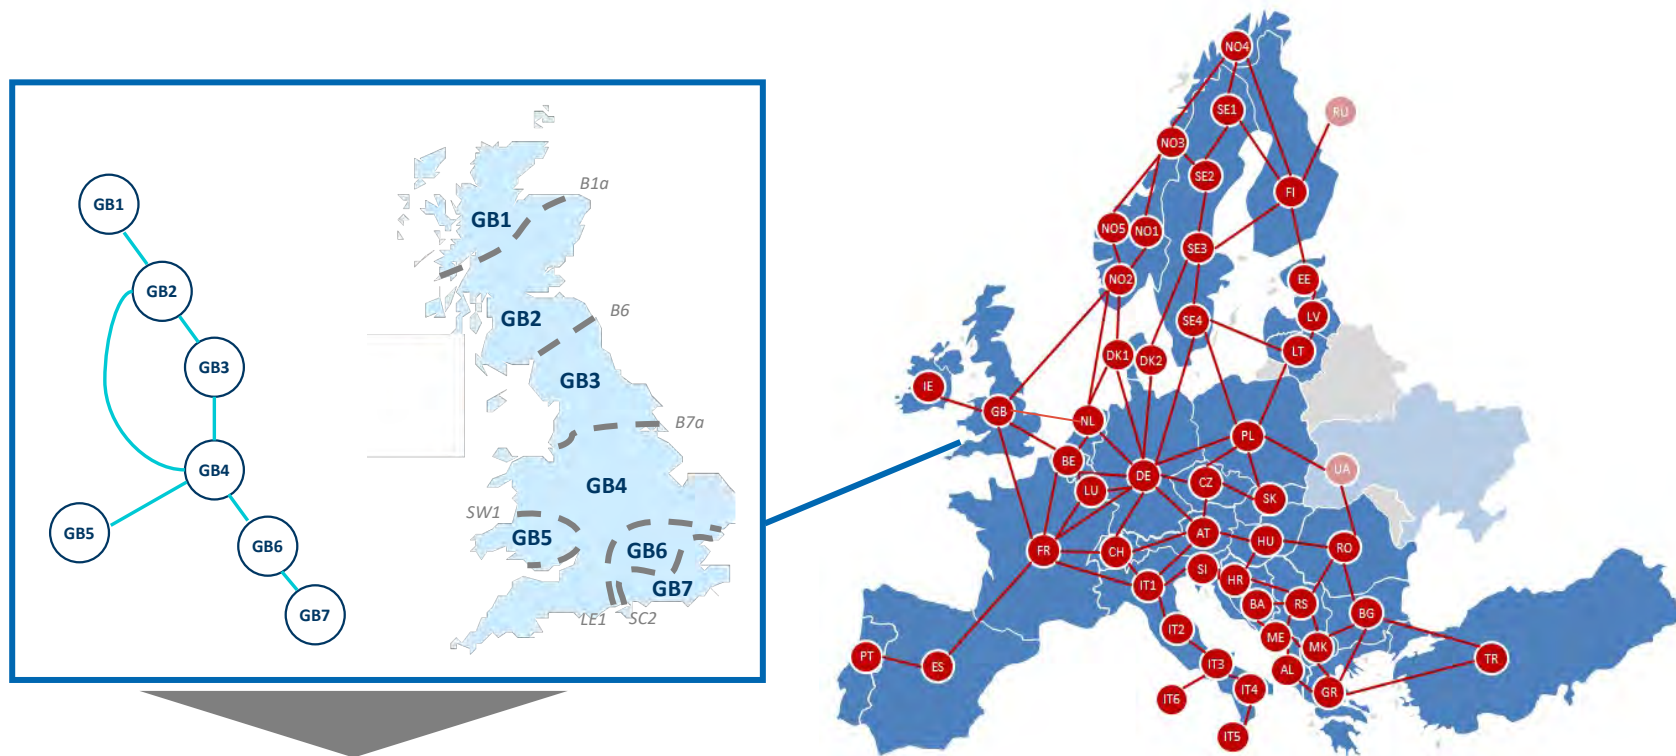 GB1
GB2
GB3
GB4
GB5
GB6
GB7
B1a
GB1
GB2
B6
GB3
B7a
GB4
SW1
GB5
GB6
GB7
LE1
SC2
NO4
SE1
RU
NO3
SE2
FI
NO5
NO1
SE3
NO2
EE
LV
SE4
LT
DK1
DK2
IE
GB
NL
PL
BE
DE
UA
LU
CZ
SK
FR
CH
AT
HU
RO
IT1
SI
HR
BA
RS
BG
IT2
ME
MK
PT
ES
IT3
AL
TR
IT6
IT4
GR
IT5